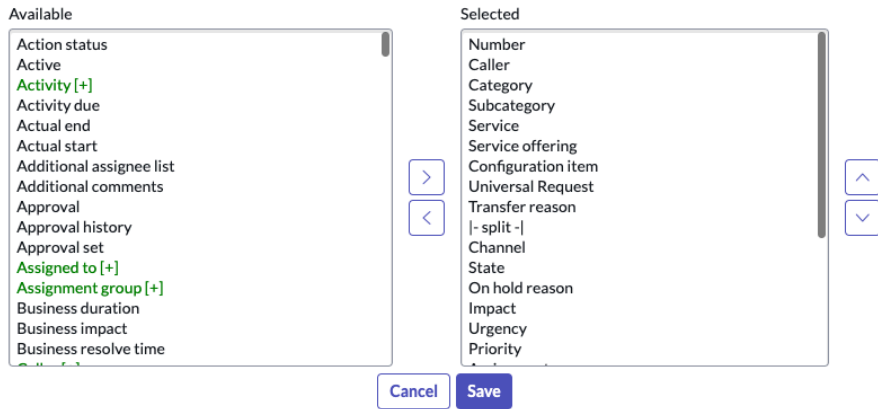 Available
Action status
Active
Activity [+]
Activity due
Actual end
Actual start
Additional assignee list
Additional comments
Approval
Approval history
Approval set
Assigned to [+]
Assignment group [+]
Business duration
Business impact
Business resolve time
Selected
Number
Caller
Category
Subcategory
Service
Service offering
Configuration item
Universal Request
Transfer reason
|- split -|
Channel
State
On hold reason
Impact
Urgency
Priority
Cancel
Save